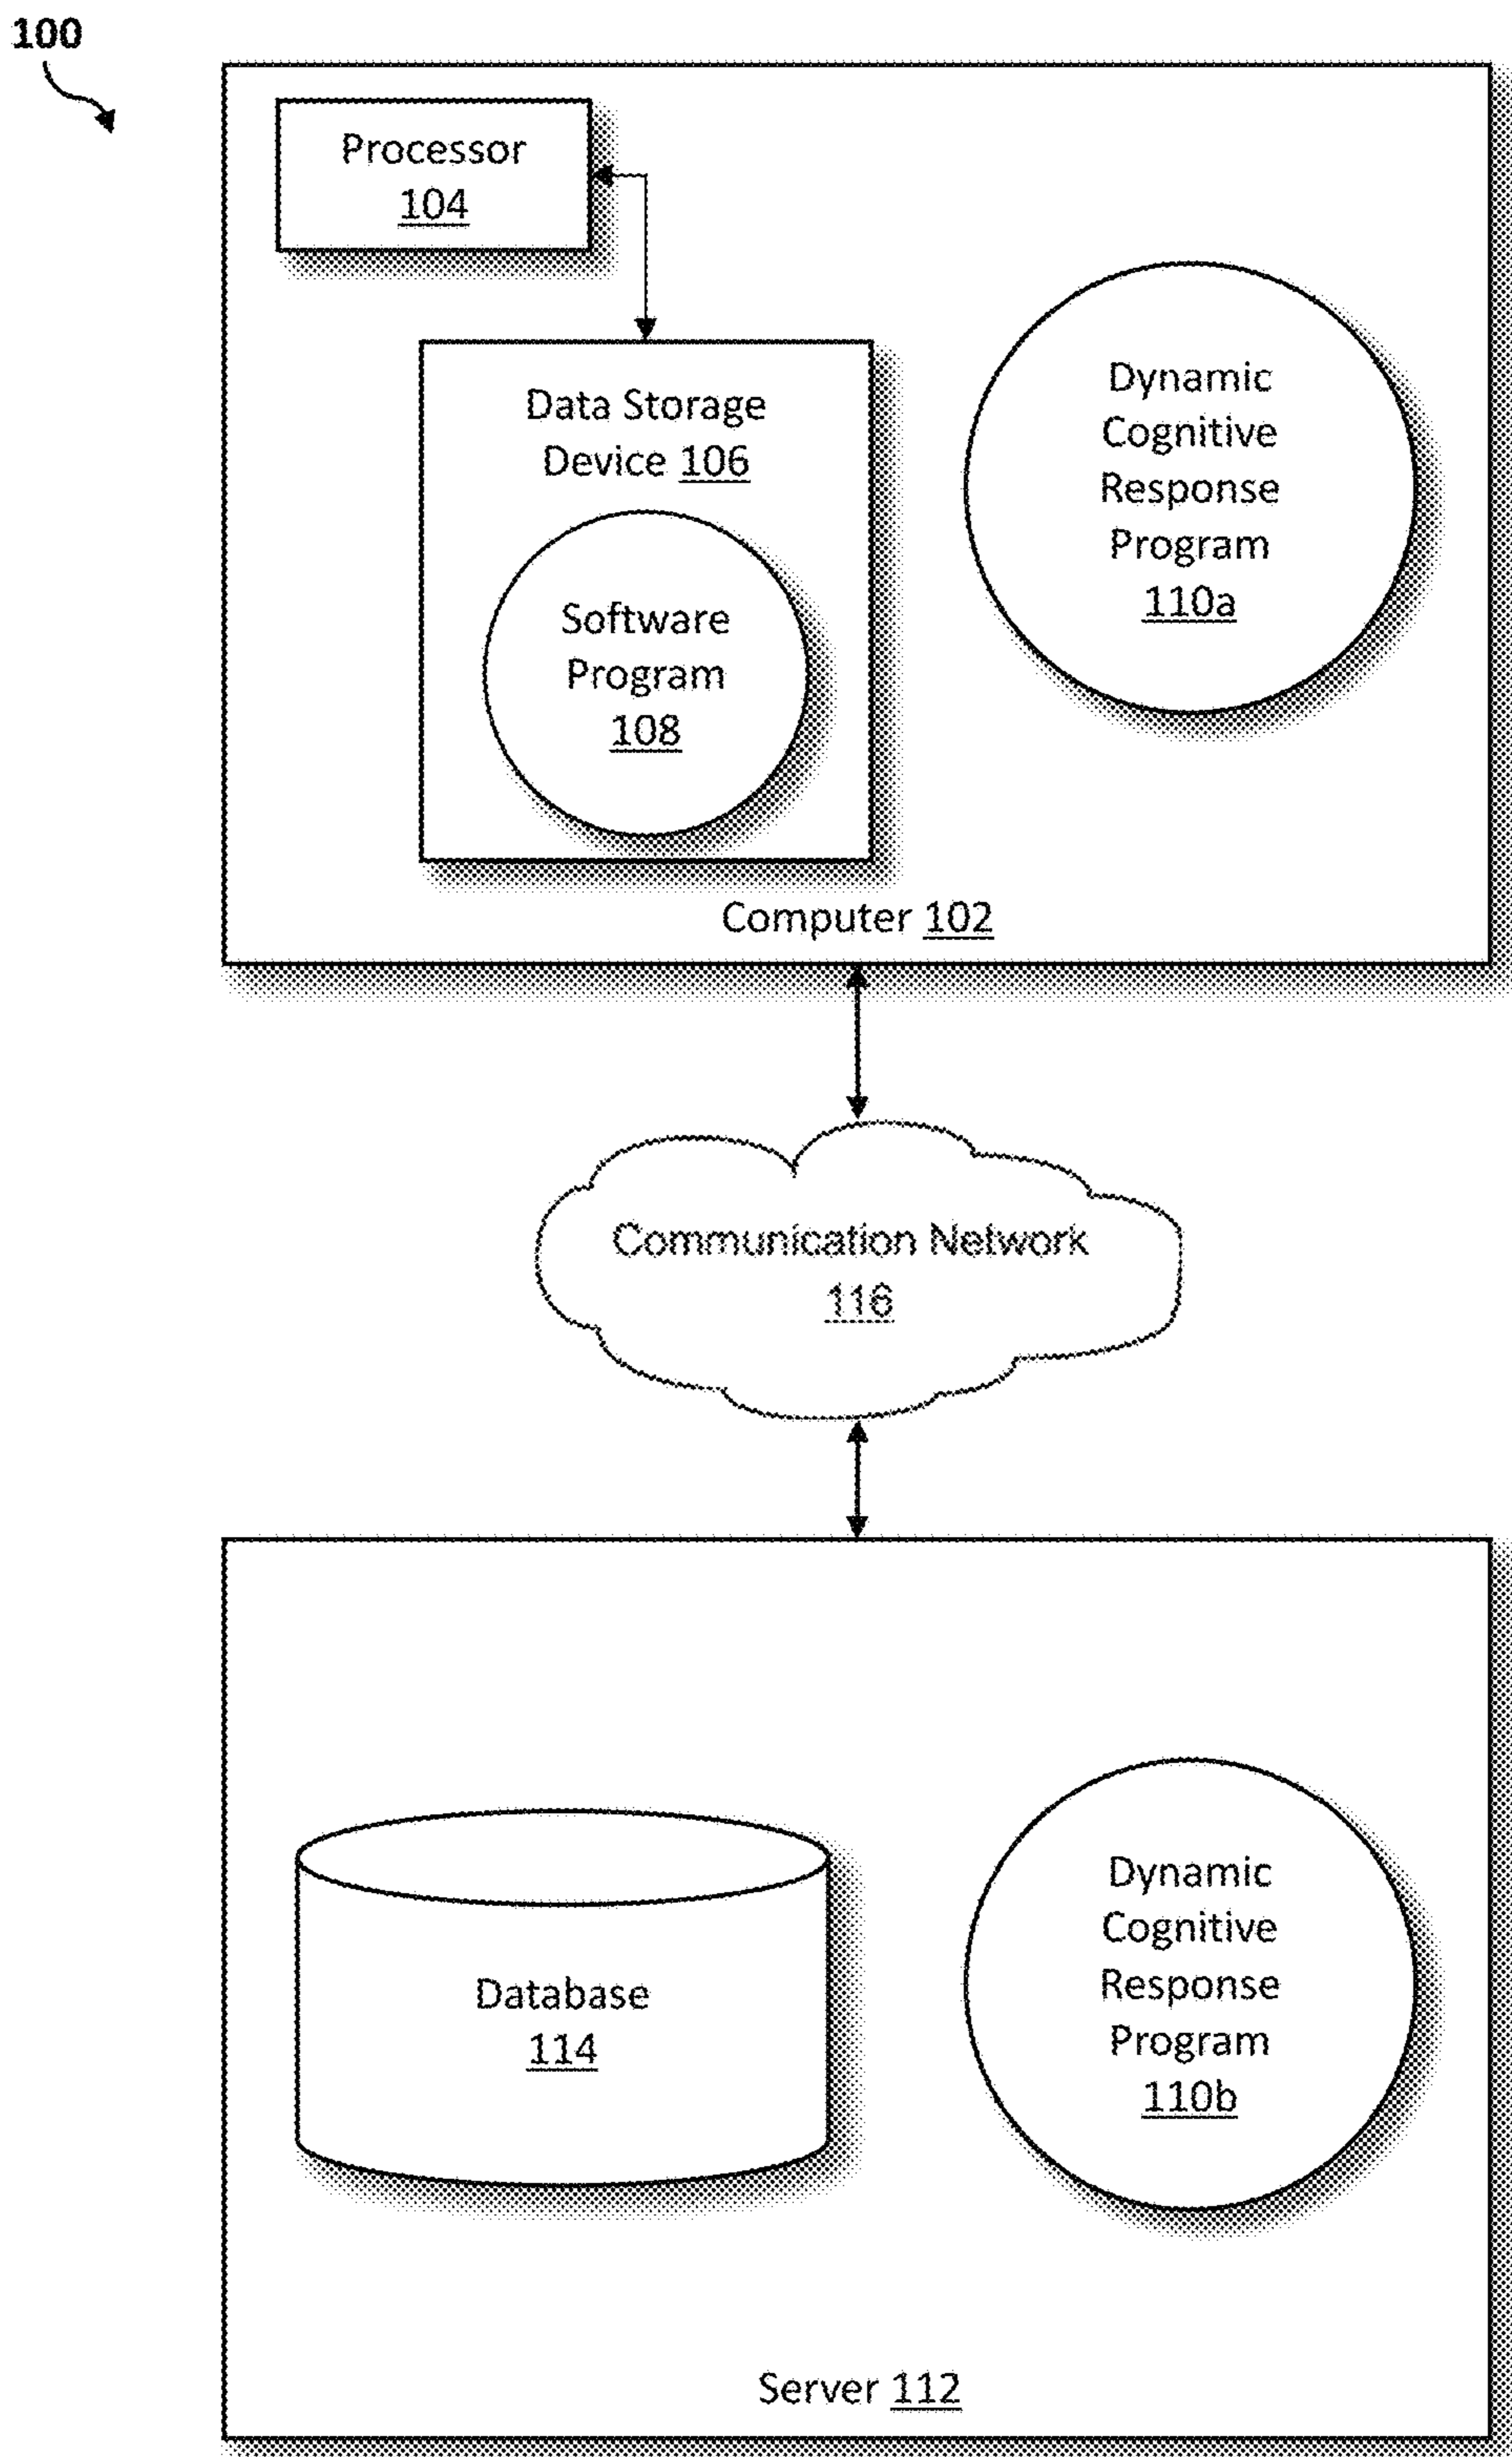 100
Processor
104
Data Storage
Device 106
Software
Program
108
Dynamic
Cognitive
Response
Program
110a
Computer 102
Communication Network
116
Database
114
Dynamic
Cognitive
Response
Program
110b
Server 112